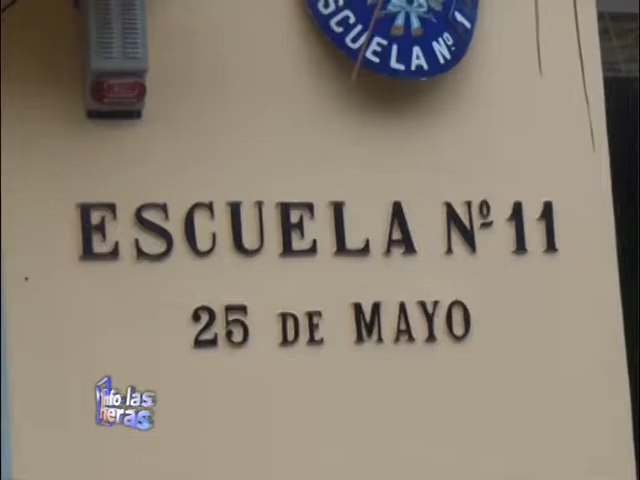 ESCUELA Nº 1
ESCUELA Nº 11
25 DE MAYO
info las
heras